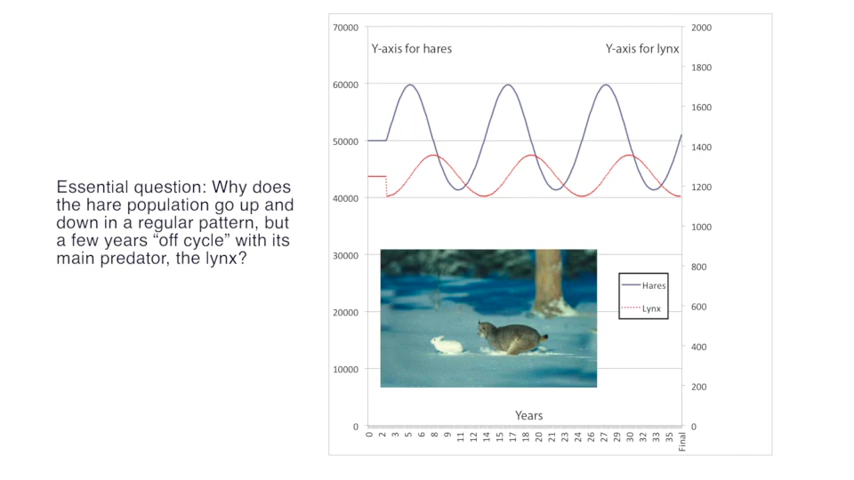 Essential question: Why does
the hare population go up and
down in a regular pattern, but
a few years “off cycle” with its
main predator, the lynx?
Y-axis for hares
Y-axis for lynx
70000
60000
50000
40000
30000
20000
10000
0
2000
1800
1600
1400
1200
1000
800
600
400
200
0
Hares
Lynx
Years
0 2 3 5 6 8 9 11 12 14 15 17 18 20 21 23 24 26 27 29 30 32 33 35 Final